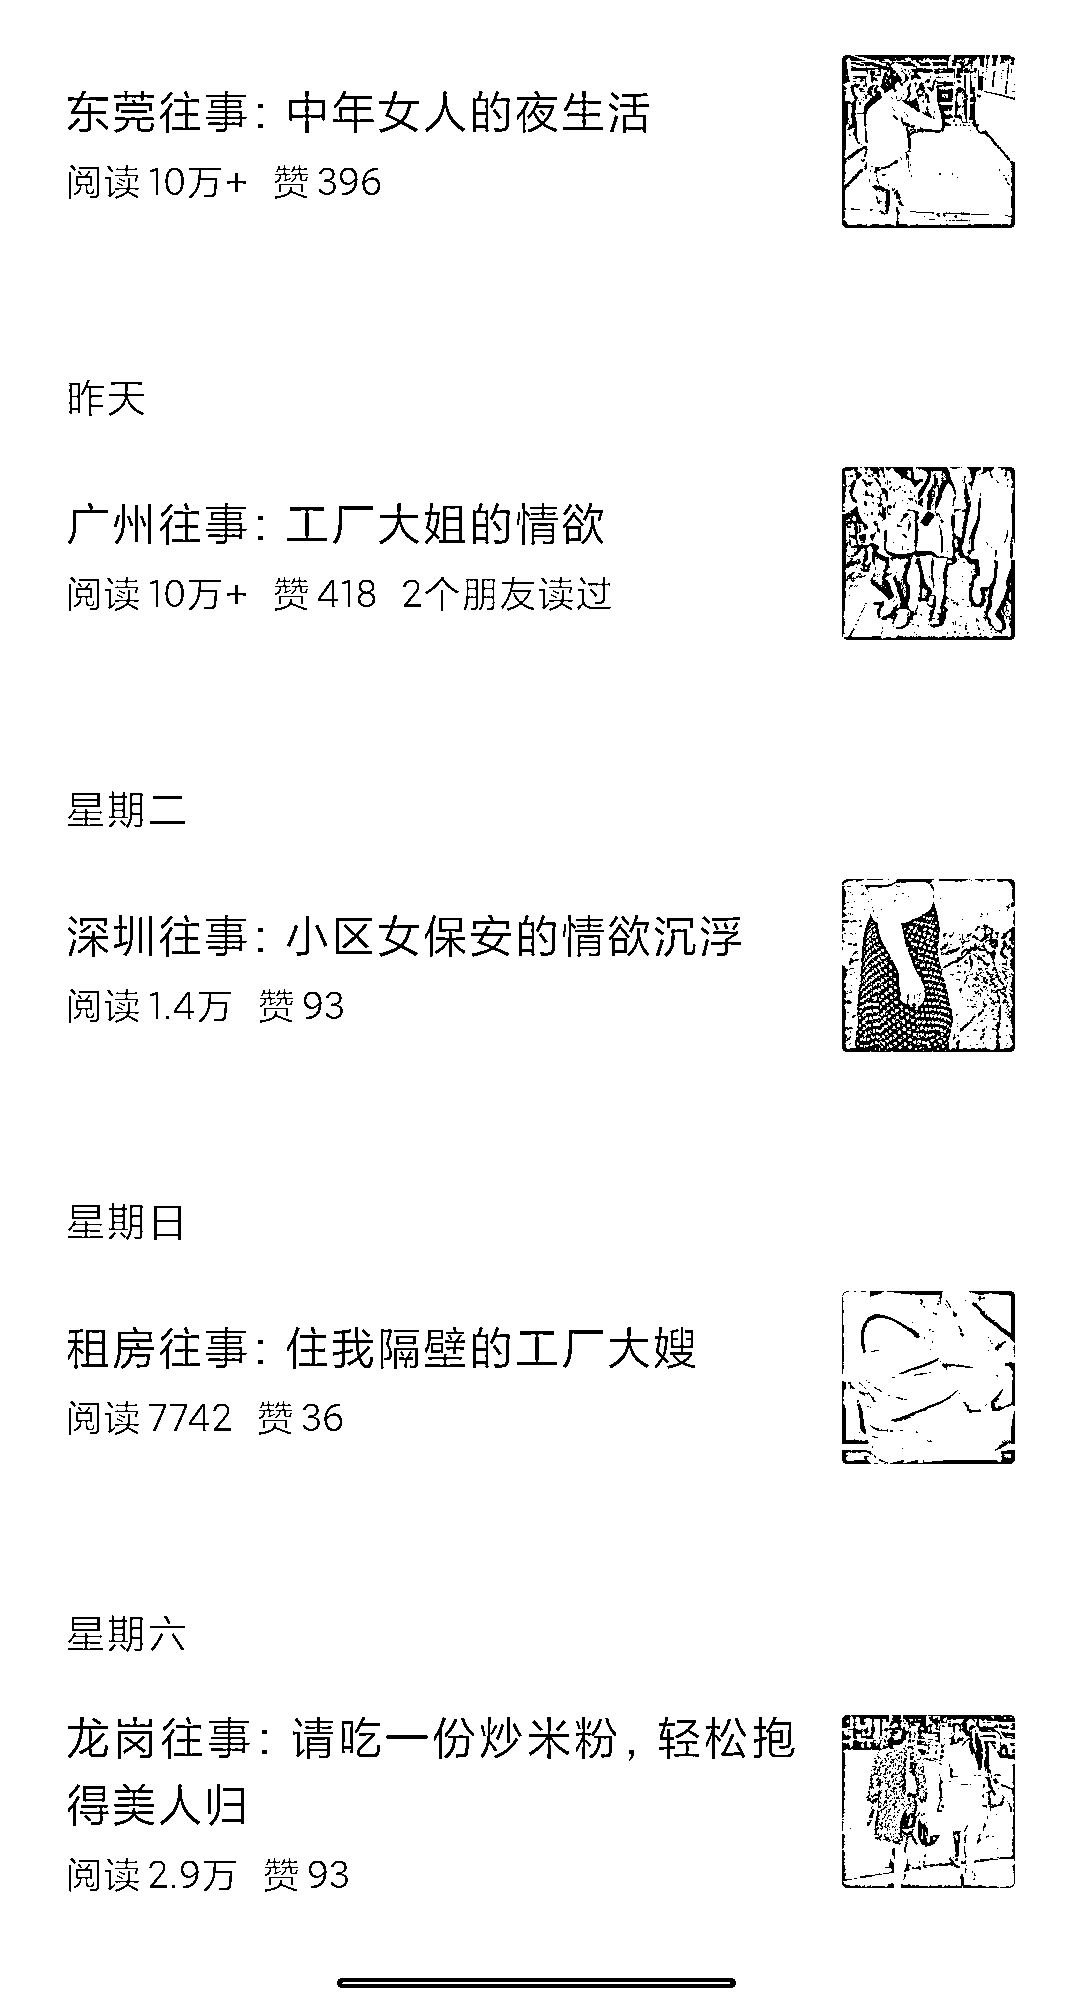 东莞往事：中年女人的夜生活
阅读 10万+ 赞 396
昨天
广州往事：工厂大姐的情欲
阅读 10万+ 赞 418 2个朋友读过
星期二
深圳往事：小区女保安的情欲沉浮
阅读 1.4万 赞 93
星期日
租房往事：住我隔壁的工厂大嫂
阅读 7742 赞 36
星期六
龙岗往事：请吃一份炒米粉，轻松抱
得美人归
阅读 2.9万 赞 93